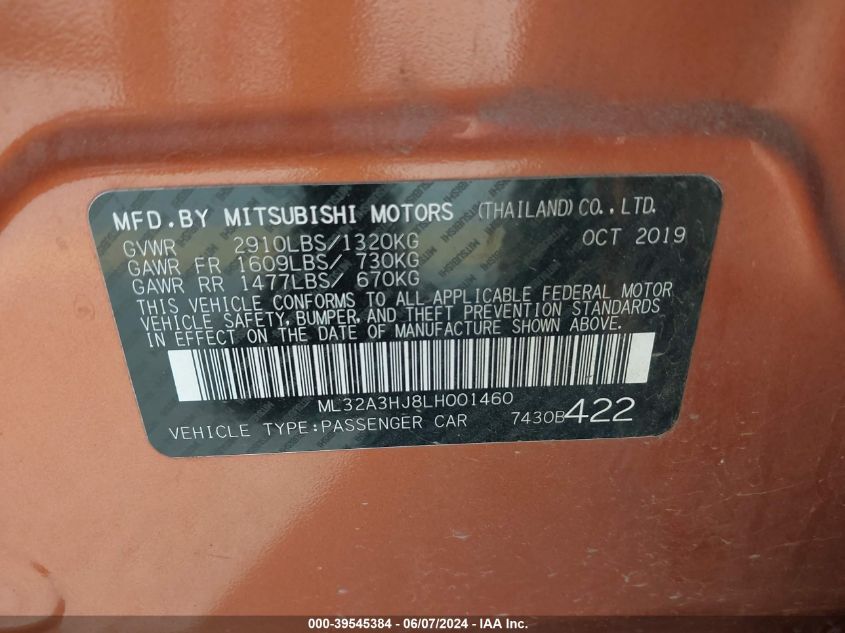 MFD.BY MITSUBISHI MOTORS (THAILAND)CO.,LTD.
GVWR 2910LBS/1320KG OCT 2019
GAWR FR 1609LBS/ 730KG
GAWR RR 1477LBS/ 670KG
THIS VEHICLE CONFORMS TO ALL APPLICABLE FEDERAL MOTOR
VEHICLE SAFETY, BUMPER, AND THEFT PREVENTION STANDARDS
IN EFFECT ON THE DATE OF MANUFACTURE SHOWN ABOVE.
ML32A3HJ8LH001460
VEHICLE TYPE:PASSENGER CAR 7430B422
000-39545384 - 06/07/2024 - IAA Inc.